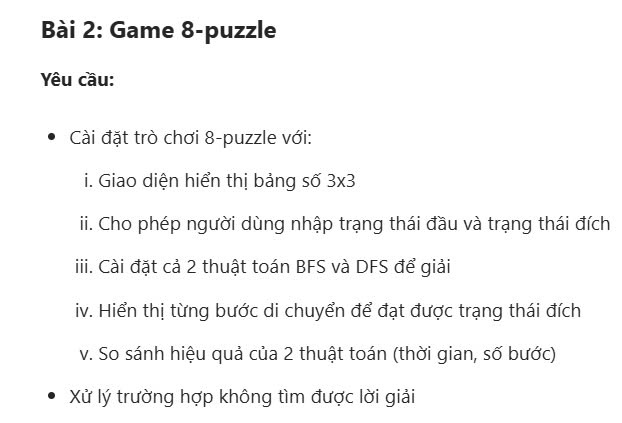 Bài 2: Game 8-puzzle
Yêu cầu:
• Cài đặt trò chơi 8-puzzle với:
i. Giao diện hiển thị bảng số 3x3
ii. Cho phép người dùng nhập trạng thái đầu và trạng thái đích
iii. Cài đặt cả 2 thuật toán BFS và DFS để giải
iv. Hiển thị từng bước di chuyển để đạt được trạng thái đích
v. So sánh hiệu quả của 2 thuật toán (thời gian, số bước)
• Xử lý trường hợp không tìm được lời giải